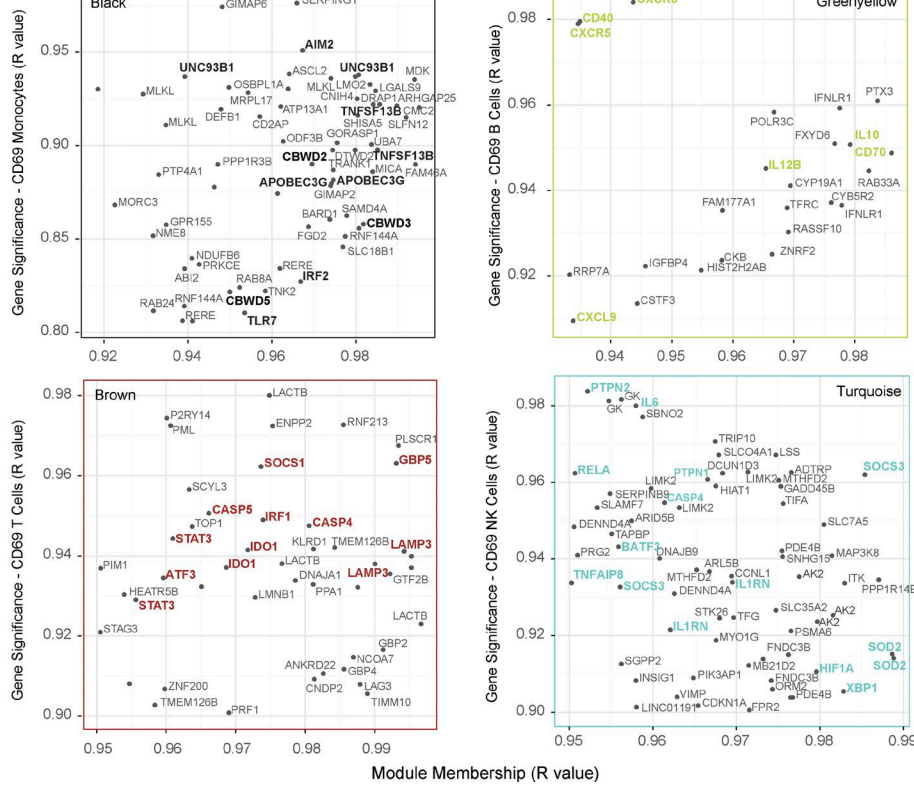 Black
GIMAP6
SERPING1
AIM2
UNC93B1
UNC93B1
ASCL2
MDK
OSBPL1A
MLKL
LMO2
LGALS9
MLKL
MRPL17
CNIH4
DRAP1
ARHGAP25
DEFB1
ATP13A1
TNFSF13B
CMC2
MLKL
CD2AP
SHISA5
SLFN12
ODF3B
GORASP1
UBA7
CBWD2
DTWD2
TNFSF13B
PPP1R3B
TRANK1
MICA
FAM46A
PTP4A1
APOBEC3G
APOBEC3G
GIMAP2
MORC3
SAMD4A
BARD1
CBWD3
GPR155
FGD2
RNF144A
NME8
SLC18B1
NDUFB6
PRKCE
RERE
ABI2
RAB8A
IRF2
RNF144A
TNK2
RAB24
CBWD5
RERE
TLR7
0.95
0.90
0.85
0.80
0.92
0.94
0.96
0.98
Gene Significance - CD69 Monocytes (R value)
Greenyellow
CXCR5
CD40
CXCR5
PTX3
IFNLR1
POLR3C
FXYD6
IL10
CD70
IL12B
RAB33A
CYP19A1
CYB5R2
FAM177A1
TFRC
IFNLR1
RASSF10
ZNRF2
CKB
IGFBP4
HIST2H2AB
RRP7A
CSTF3
CXCL9
0.98
0.96
0.94
0.92
0.94
0.95
0.96
0.97
0.98
Gene Significance - CD69 B Cells (R value)
Brown
LACTB
P2RY14
PML
ENPP2
RNF213
PLSCR1
SOCS1
GBP5
SCYL3
CASP5
IRF1
TOP1
CASP4
STAT3
KLRD1
TMEM126B
LAMP3
IDO1
PIM1
IDO1
LACTB
ATF3
DNAJA1
LAMP3
GTF2B
HEATR5B
PPA1
STAT3
LMNB1
LACTB
STAG3
GBP2
NCOA7
ANKRD22
GBP4
ZNF200
CNDP2
LAG3
TMEM126B
TIMM10
PRF1
0.98
0.96
0.94
0.92
0.90
0.95
0.96
0.97
0.98
0.99
Gene Significance - CD69 T Cells (R value)
Turquoise
PTPN2
GK
IL6
GK
SBNO2
TRIP10
SLCO4A1
LSS
RELA
PTPN1
DCUN1D3
ADTRP
SOCS3
LIMK2
LIMK2
MTHFD2
SERPINB9
HIAT1
GADD45B
CASP4
TIFA
SLAMF7
LIMK2
DENND4A
ARID5B
SLC7A5
TAPBP
BATF3
PDE4B
PRG2
DNAJB9
SNHG15
MAP3K8
TNFAIP8
ARL5B
CCNL1
AK2
MTHFD2
ITK
SOCS3
IL1RN
PPP1R14B
DENND4A
STK26
SLC35A2
AK2
TFG
AK2
IL1RN
PSMA6
MYO1G
FNDC3B
SOD2
SGPP2
MB21D2
SOD2
HIF1A
INSIG1
PIK3AP1
FNDC3B
ORM2
XBP1
VIMP
PDE4B
LINC01191
CDKN1A
FPR2
0.98
0.96
0.94
0.92
0.90
0.95
0.96
0.97
0.98
0.99
Gene Significance - CD69 NK Cells (R value)
Module Membership (R value)